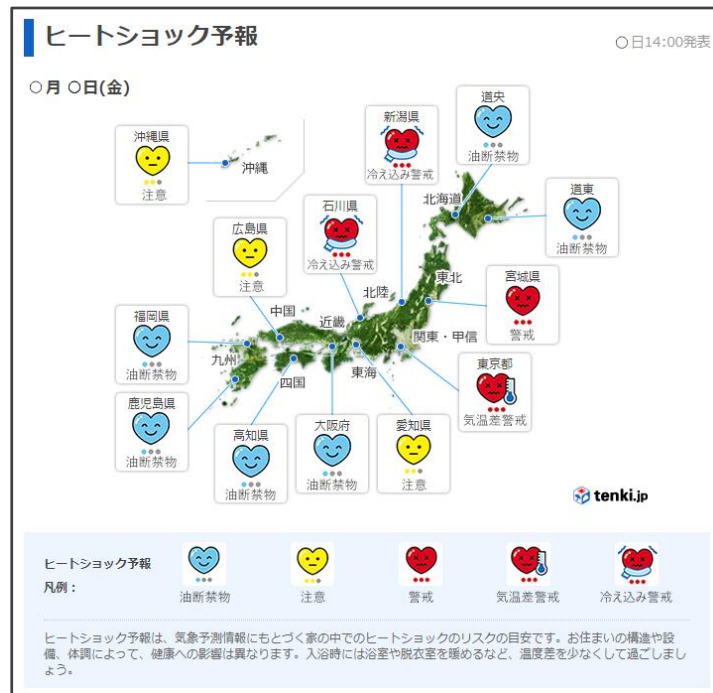 ヒートショック予報
○日14:00発表
○月 ○日(金)
道央
油断禁物
新潟県
冷え込み警戒
沖縄県
注意
沖縄
北海道
道東
油断禁物
石川県
冷え込み警戒
広島県
注意
東北
宮城県
警戒
北陸
福岡県
油断禁物
中国
近畿
関東・甲信
九州
四国
東海
東京都
気温差警戒
鹿児島県
油断禁物
高知県
油断禁物
大阪府
油断禁物
愛知県
注意
tenki.jp
ヒートショック予報
凡例：
油断禁物
注意
警戒
気温差警戒
冷え込み警戒
ヒートショック予報は、気象予測情報にもとづく家の中でのヒートショックのリスクの目安です。お住まいの構造や設
備、体調によって、健康への影響は異なります。入浴時には浴室や脱衣室を暖めるなど、温度差を少なくして過ごしまし
ょう。